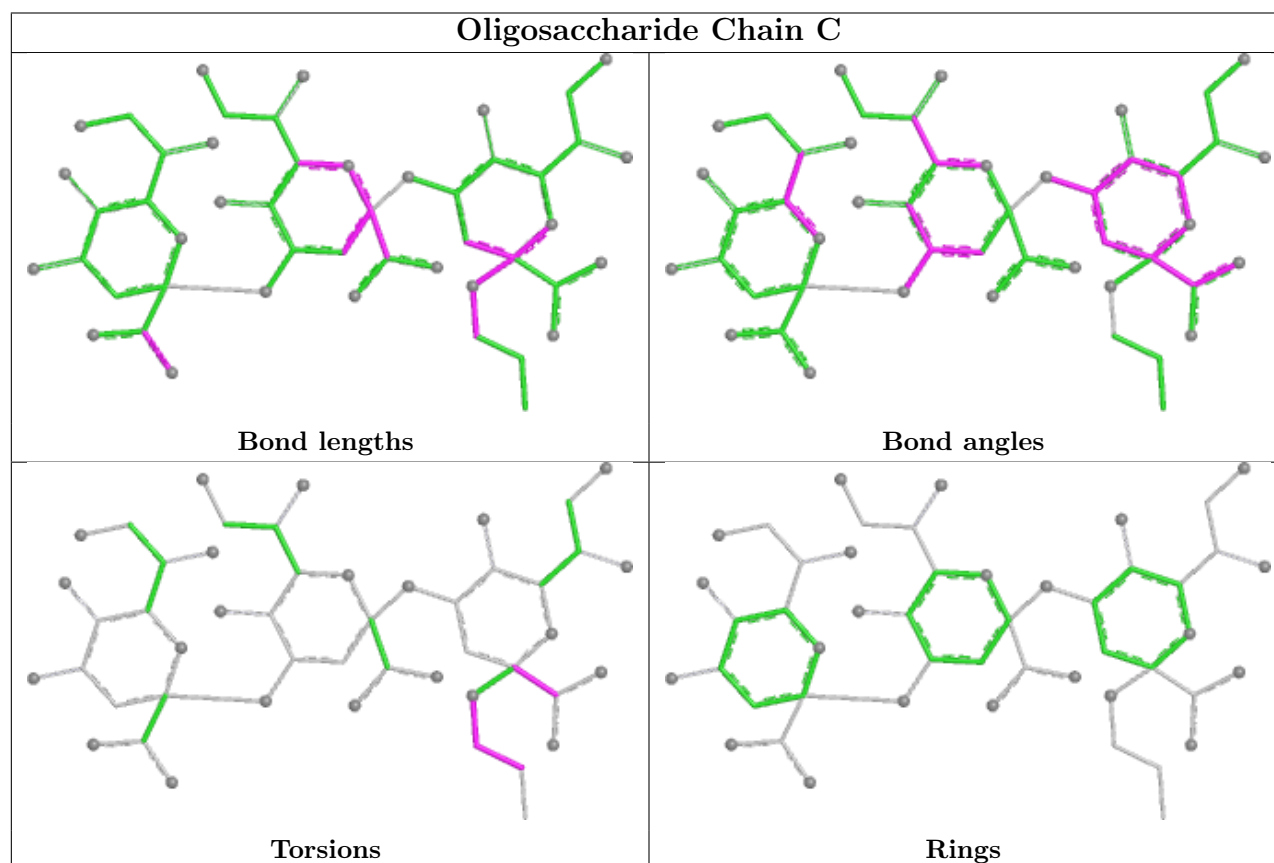 Oligosaccharide Chain C
Bond lengths
Bond angles
Torsions
Rings